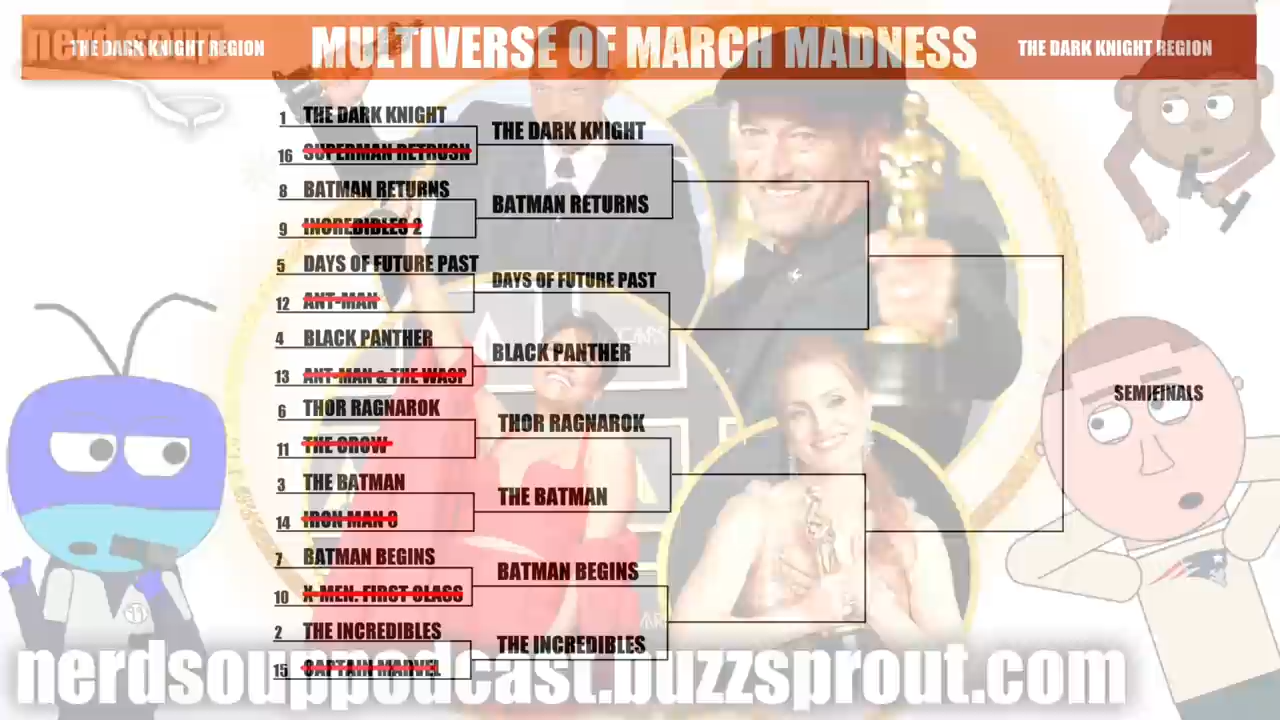 nerd soup
THE DARK KNIGHT REGION
MULTIVERSE OF MARCH MADNESS
THE DARK KNIGHT REGION
1 THE DARK KNIGHT
16 SUPERMAN RETRUSN
8 BATMAN RETURNS
9 INCREDIBLES 2
5 DAYS OF FUTURE PAST
12 ANT-MAN
4 BLACK PANTHER
13 ANT-MAN & THE WASP
6 THOR RAGNAROK
11 THE CROW
3 THE BATMAN
14 IRON MAN 3
7 BATMAN BEGINS
10 X-MEN: FIRST CLASS
2 THE INCREDIBLES
15 CAPTAIN MARVEL
THE DARK KNIGHT
BATMAN RETURNS
DAYS OF FUTURE PAST
BLACK PANTHER
THOR RAGNAROK
THE BATMAN
BATMAN BEGINS
THE INCREDIBLES
SEMIFINALS
nerdsouppodcast.buzzsprout.com